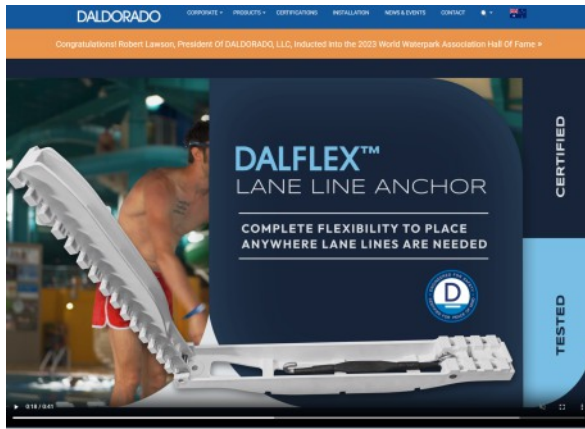 DALDORADO
CORPORATE PRODUCTS CERTIFICATIONS INSTALLATION NEWS & EVENTS CONTACT
Congratulations! Robert Lawson, President Of DALDORADO, LLC, Inducted into the 2023 World Waterpark Association Hall Of Fame »
DALFLEX™
LANE LINE ANCHOR
COMPLETE FLEXIBILITY TO PLACE
ANYWHERE LANE LINES ARE NEEDED
D
CERTIFIED
TESTED
0:18 / 0:41